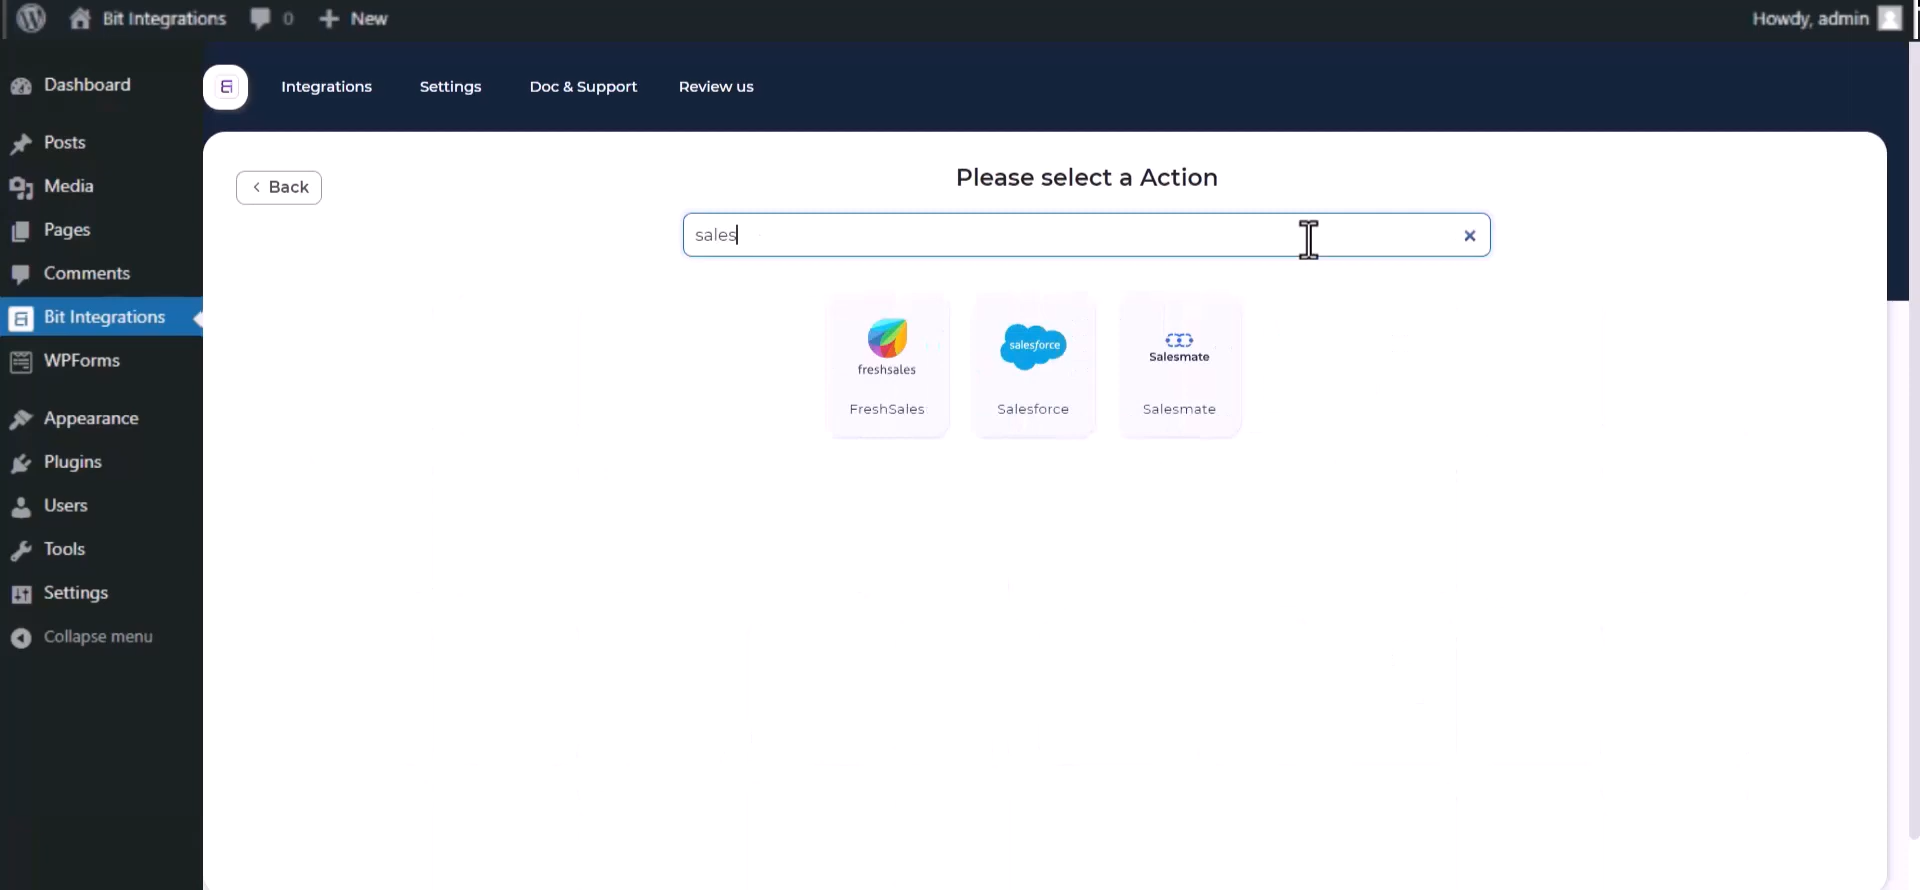 Bit Integrations 0 New Howdy, admin
Dashboard
Posts
Media
Pages
Comments
Bit Integrations
WPForms
Appearance
Plugins
Users
Tools
Settings
Collapse menu
Integrations Settings Doc & Support Review us
Back
Please select a Action
sales
freshsales
FreshSales
salesforce
Salesforce
Salesmate
Salesmate